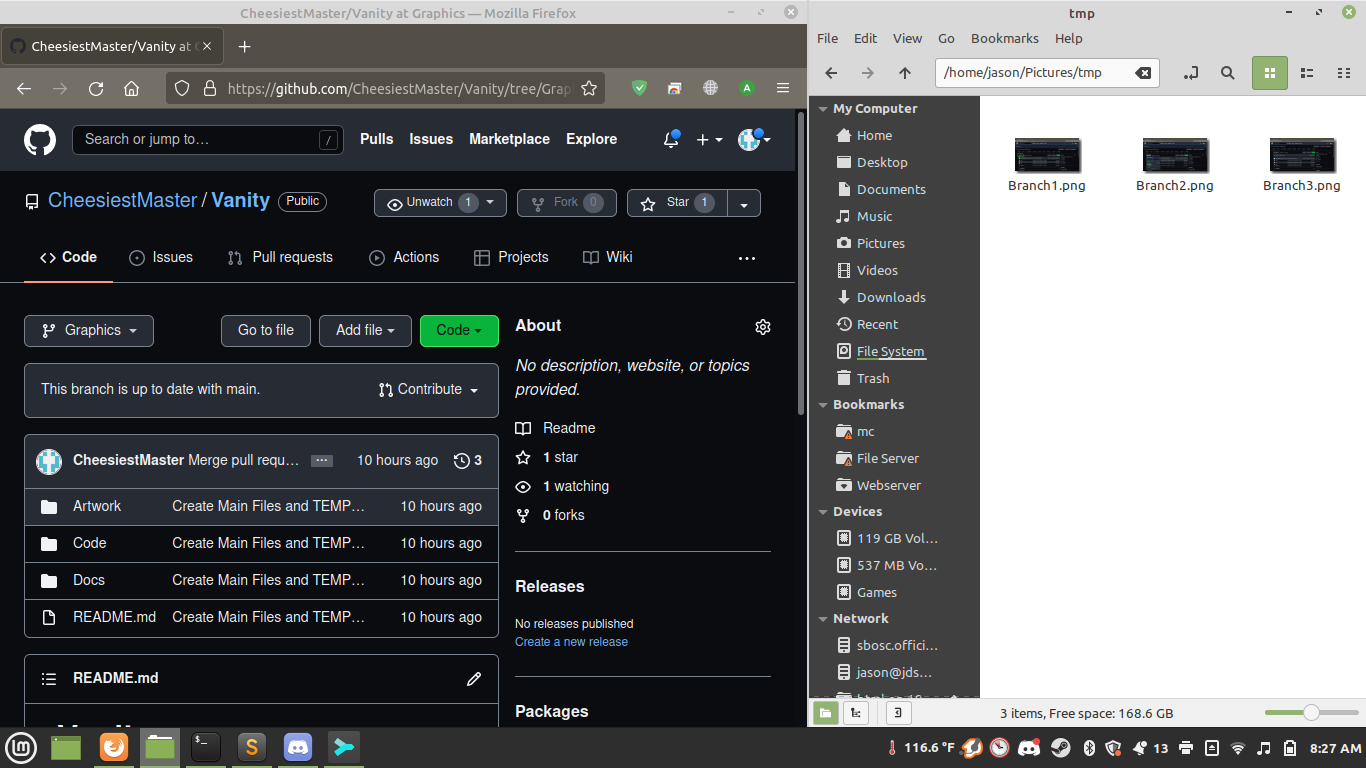 CheesiestMaster/Vanity at Graphics — Mozilla Firefox
CheesiestMaster/Vanity at
https://github.com/CheesiestMaster/Vanity/tree/Grap
Search or jump to… /
Pulls Issues Marketplace Explore
CheesiestMaster / Vanity Public
Unwatch 1 Fork 0 Star 1
Code Issues Pull requests Actions Projects Wiki
Graphics Go to file Add file Code
This branch is up to date with main. Contribute
CheesiestMaster Merge pull requ… 10 hours ago 3
Artwork Create Main Files and TEMP… 10 hours ago
Code Create Main Files and TEMP… 10 hours ago
Docs Create Main Files and TEMP… 10 hours ago
README.md Create Main Files and TEMP… 10 hours ago
README.md
About
No description, website, or topics
provided.
Readme
1 star
1 watching
0 forks
Releases
No releases published
Create a new release
Packages
tmp
File Edit View Go Bookmarks Help
/home/jason/Pictures/tmp
My Computer
Home
Desktop
Documents
Music
Pictures
Videos
Downloads
Recent
File System
Trash
Bookmarks
mc
File Server
Webserver
Devices
119 GB Vol…
537 MB Vo…
Games
Network
sbosc.offici…
jason@jds…
Branch1.png Branch2.png Branch3.png
3 items, Free space: 168.6 GB
116.6 °F 13 8:27 AM